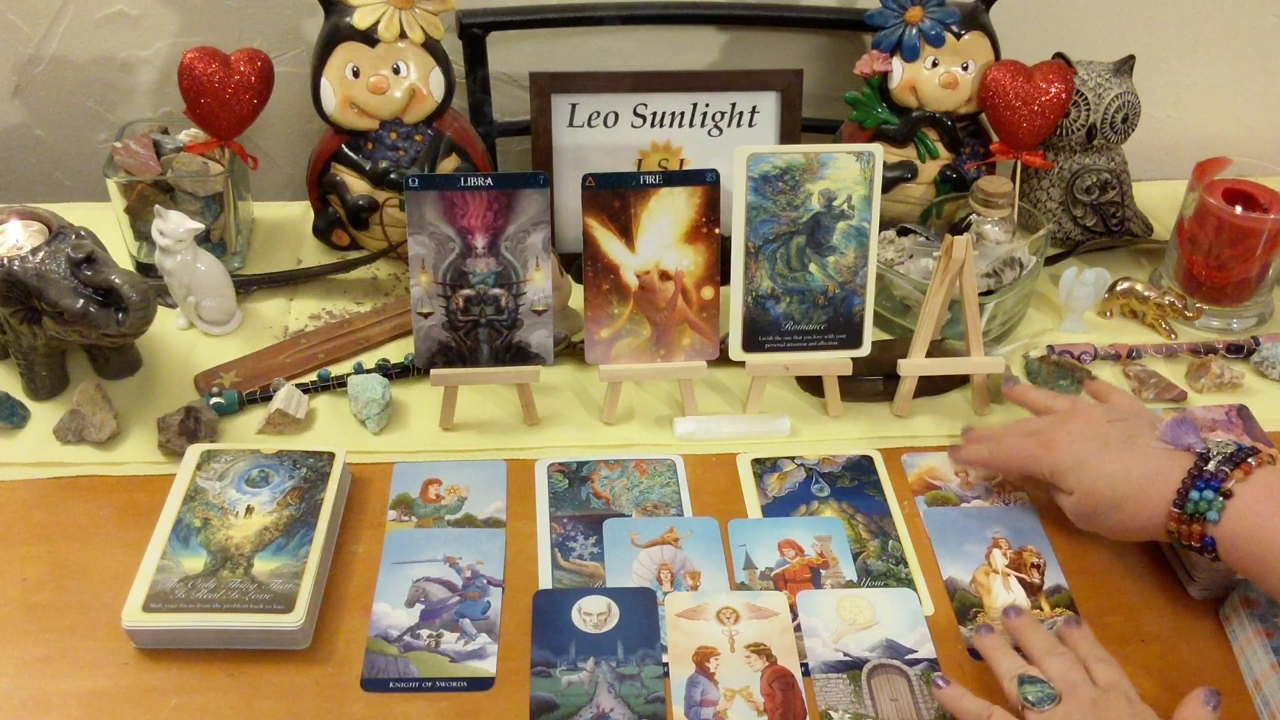 Leo Sunlight
LSL
LIBRA
7
FIRE
23
Romance
Lavish the one that you love with your
personal attention and affection.
The Only Thing That
Is Real Is Love
Shift your focus from the problem back to love.
KNIGHT OF SWORDS
Your